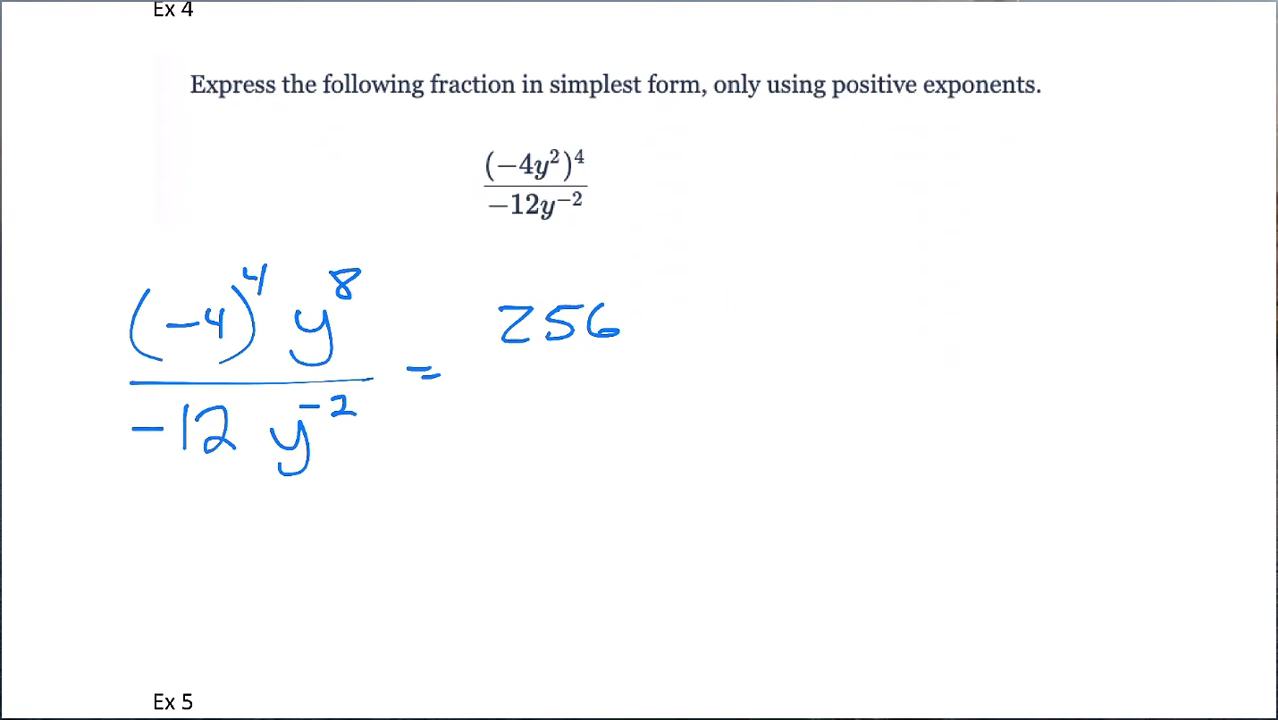 Ex 4
Express the following fraction in simplest form, only using positive exponents.
(−4y²)⁴
−12y⁻²
(−4)⁴ y⁸
= 256
−12 y⁻²
Ex 5